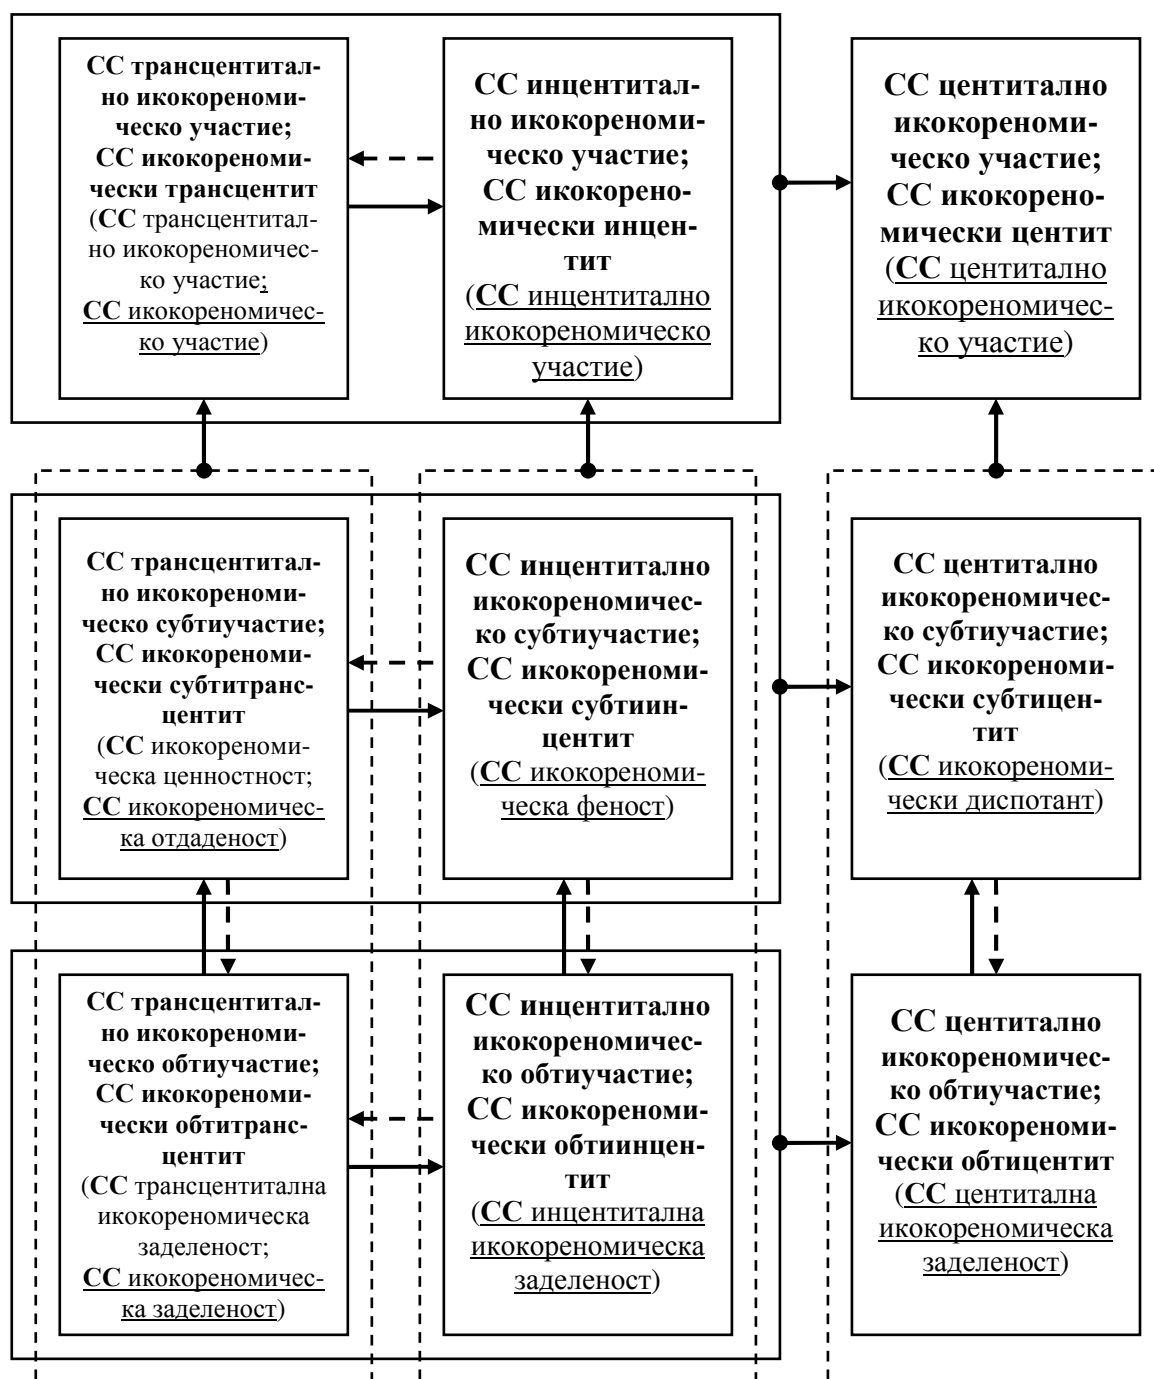 СС трансцентитал-
но икокореноми-
ческо участие;
СС икокореноми-
чески трансцентит
(СС трансцентитал-
но икокореномичес-
ко участие;
СС икокореномичес-
ко участие)
СС инцентитал-
но икокореноми-
ческо участие;
СС икокорено-
мически инцен-
тит
(СС инцентитално
икокореномическо
участие)
СС центитално
икокореноми-
ческо участие;
СС икокорено-
мически центит
(СС центитално
икокореномичес-
ко участие)
СС трансцентитал-
но икокореноми-
ческо субтиучастие;
СС икокореноми-
чески субтитранс-
центит
(СС икокореноми-
ческа ценностност;
СС икокореномичес-
ка отдаденост)
СС инцентитално
икокореномичес-
ко субтиучастие;
СС икокореноми-
чески субтиин-
центит
(СС икокореноми-
ческа феност)
СС центитално
икокореномичес-
ко субтиучастие;
СС икокореноми-
чески субтицен-
тит
(СС икокореноми-
чески диспотант)
СС трансцентитал-
но икокореноми-
ческо обтиучастие;
СС икокореноми-
чески обтитранс-
центит
(СС трансцентитална
икокореномическа
заделеност;
СС икокореномичес-
ка заделеност)
СС инцентитално
икокореномичес-
ко обтиучастие;
СС икокореноми-
чески обтиинцен-
тит
(СС инцентитална
икокореномическа
заделеност)
СС центитално
икокореномичес-
ко обтиучастие;
СС икокореноми-
чески обтицентит
(СС центитална
икокореномическа
заделеност)